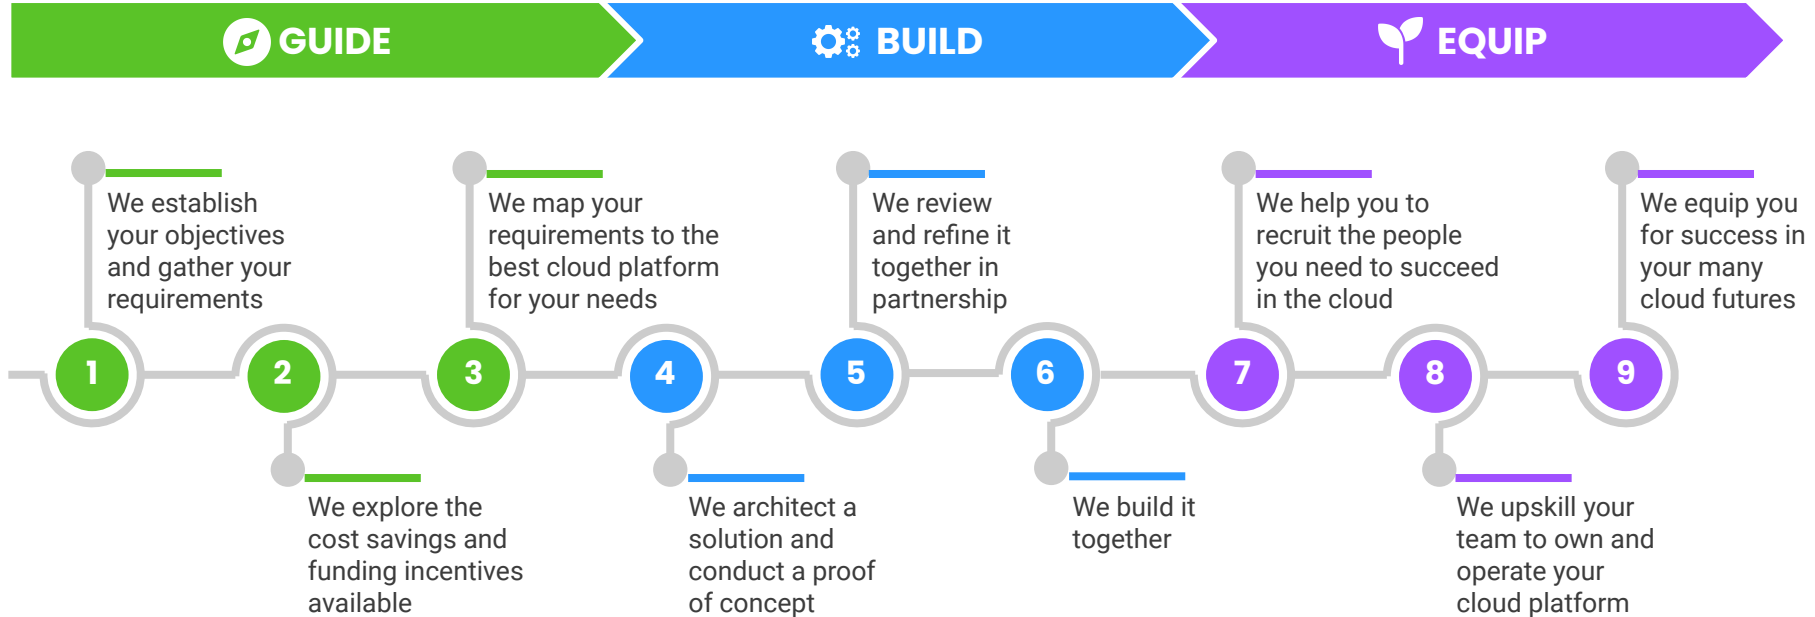 GUIDE
BUILD
EQUIP
We establish
your objectives
and gather your
requirements
We map your
requirements to the
best cloud platform
for your needs
We review
and refine it
together in
partnership
We help you to
recruit the people
you need to succeed
in the cloud
We equip you
for success in
your many
cloud futures
1
2
3
4
5
6
7
8
9
We explore the
cost savings and
funding incentives
available
We architect a
solution and
conduct a proof
of concept
We build it
together
We upskill your
team to own and
operate your
cloud platform